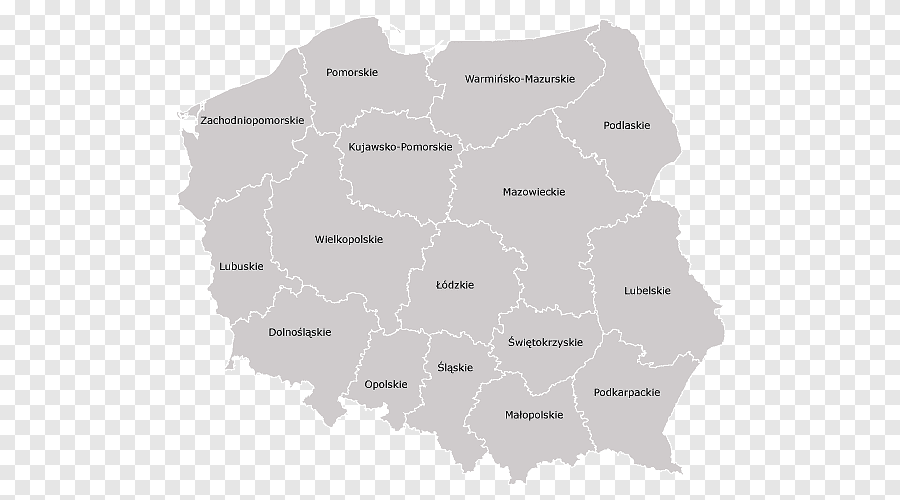 Pomorskie
Warmińsko-Mazurskie
Zachodniopomorskie
Podlaskie
Kujawsko-Pomorskie
Mazowieckie
Wielkopolskie
Lubuskie
Łódzkie
Lubelskie
Dolnośląskie
Świętokrzyskie
Śląskie
Opolskie
Podkarpackie
Małopolskie